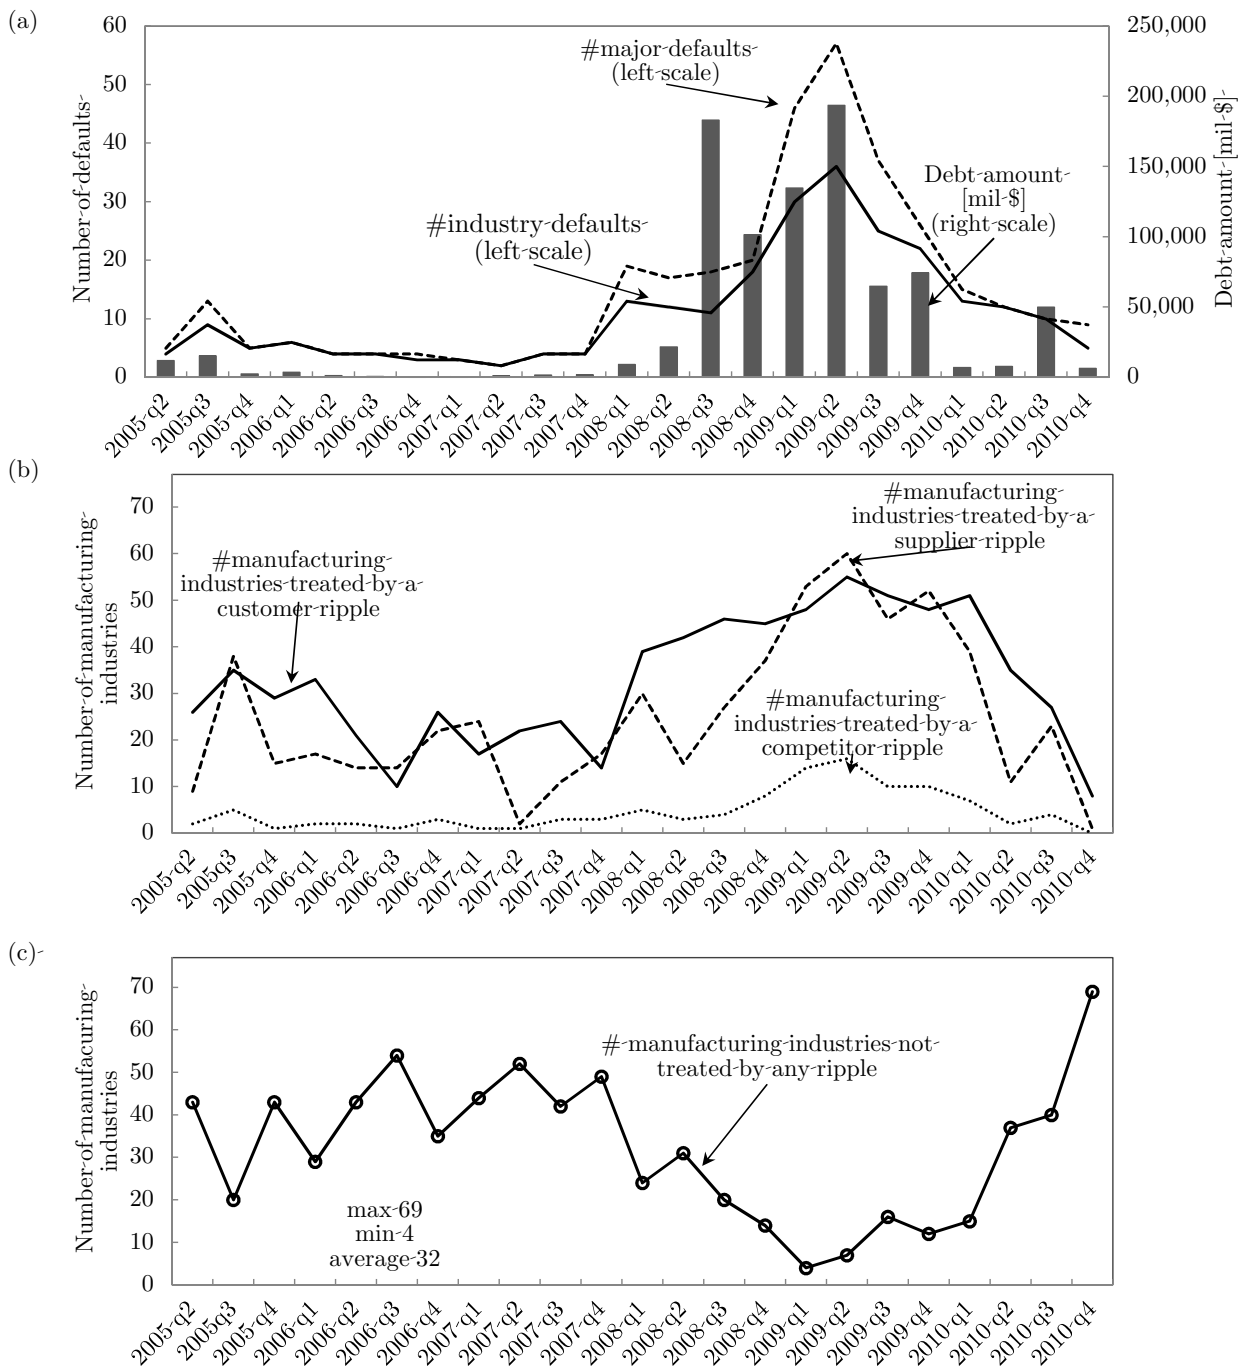 (a)
60
50
40
30
20
10
0
Number-of-defaults-
250,000
200,000
150,000
100,000
50,000
0
Debt-amount-[mil-$]-
#major-defaults-
(left-scale)
#industry-defaults-
(left-scale)
Debt-amount-
[mil-$]
(right-scale)
2005-q2
2005q3
2005-q4
2006-q1
2006-q2
2006-q3
2006-q4
2007-q1
2007-q2
2007-q3
2007-q4
2008-q1
2008-q2
2008-q3
2008-q4
2009-q1
2009-q2
2009-q3
2009-q4
2010-q1
2010-q2
2010-q3
2010-q4
(b)
70
60
50
40
30
20
10
0
Number-of-manufacturing-
industries
#manufacturing-
industries-treated-by-a-
customer-ripple
#manufacturing-
industries-treated-by-a-
supplier-ripple
#manufacturing-
industries-treated-by-a-
competitor-ripple
2005-q2
2005q3
2005-q4
2006-q1
2006-q2
2006-q3
2006-q4
2007-q1
2007-q2
2007-q3
2007-q4
2008-q1
2008-q2
2008-q3
2008-q4
2009-q1
2009-q2
2009-q3
2009-q4
2010-q1
2010-q2
2010-q3
2010-q4
(c)-
70
60
50
40
30
20
10
0
Number-of-manufacuring-
industries
#-manufacturing-industries-not-
treated-by-any-ripple
max-69
min-4
average-32
2005-q2
2005q3
2005-q4
2006-q1
2006-q2
2006-q3
2006-q4
2007-q1
2007-q2
2007-q3
2007-q4
2008-q1
2008-q2
2008-q3
2008-q4
2009-q1
2009-q2
2009-q3
2009-q4
2010-q1
2010-q2
2010-q3
2010-q4